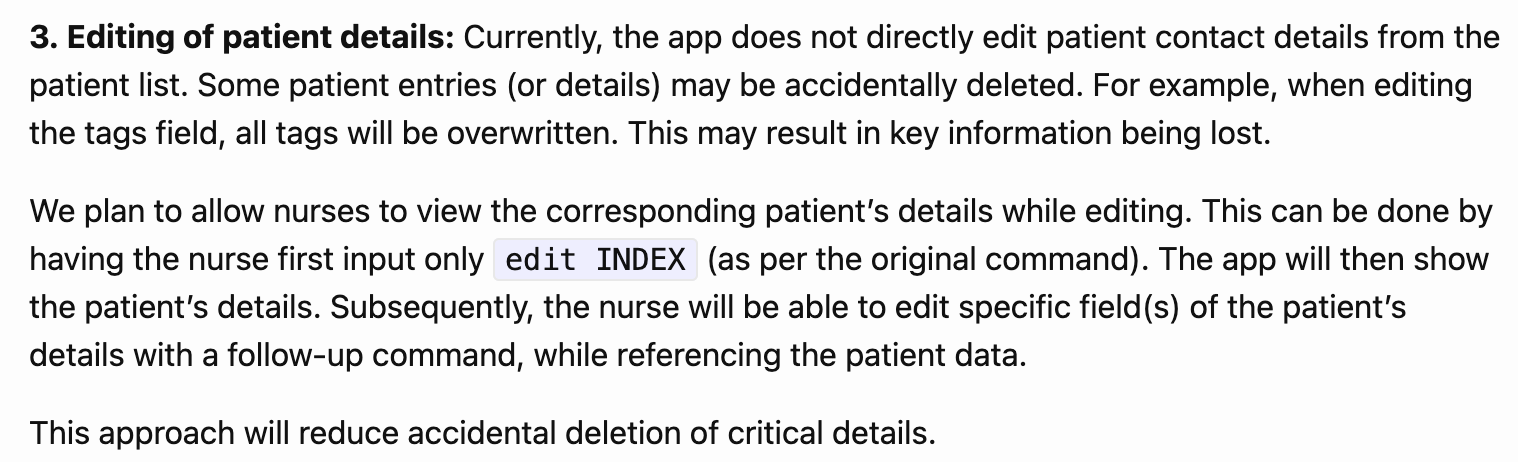 3. Editing of patient details: Currently, the app does not directly edit patient contact details from the
patient list. Some patient entries (or details) may be accidentally deleted. For example, when editing
the tags field, all tags will be overwritten. This may result in key information being lost.
We plan to allow nurses to view the corresponding patient’s details while editing. This can be done by
having the nurse first input only edit INDEX (as per the original command). The app will then show
the patient’s details. Subsequently, the nurse will be able to edit specific field(s) of the patient’s
details with a follow-up command, while referencing the patient data.
This approach will reduce accidental deletion of critical details.